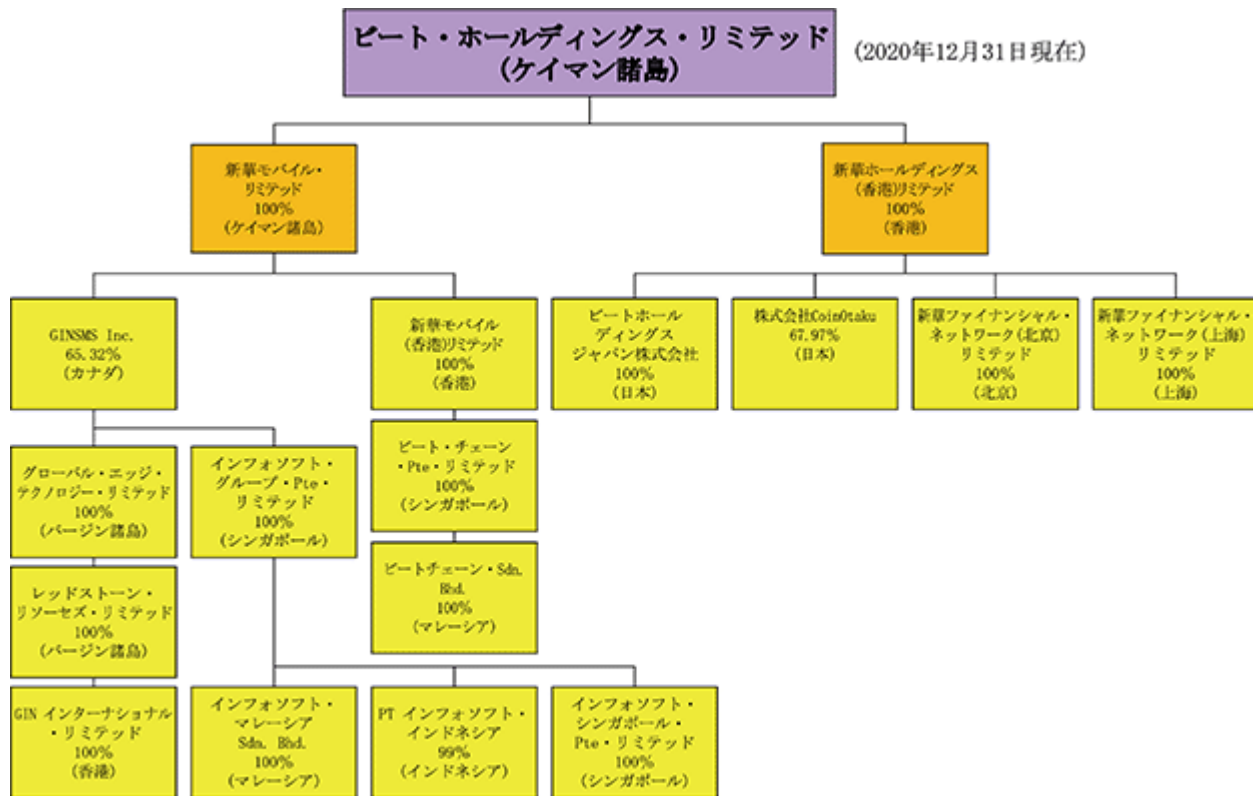 ビート・ホールディングス・リミテッド
(ケイマン諸島)
(2020年12月31日現在)
新華モバイル・
リミテッド
100%
(ケイマン諸島)
新華ホールディングス
(香港)リミテッド
100%
(香港)
GINSMS Inc.
65.32%
(カナダ)
新華モバイル
(香港)リミテッド
100%
(香港)
ビートホール
ディングス
ジャパン株式会社
100%
(日本)
株式会社CoinOtaku
67.97%
(日本)
新華ファイナンシャル・
ネットワーク(北京)
リミテッド
100%
(北京)
新華ファイナンシャル・
ネットワーク(上海)
リミテッド
100%
(上海)
グローバル・エッジ・
テクノロジー・リミテッド
100%
(バージン諸島)
インフォソフト・
グループ・Pte・
リミテッド
100%
(シンガポール)
ビート・チェーン
・Pte・リミテッド
100%
(シンガポール)
レッドストーン・
リソーセズ・リミテッド
100%
(バージン諸島)
ビートチェーン・Sdn.
Bhd.
100%
(マレーシア)
GIN インターナショナル
・リミテッド
100%
(香港)
インフォソフト・
マレーシア
Sdn. Bhd.
100%
(マレーシア)
PT インフォソフト・
インドネシア
99%
(インドネシア)
インフォソフト・
シンガポール・
Pte・リミテッド
100%
(シンガポール)